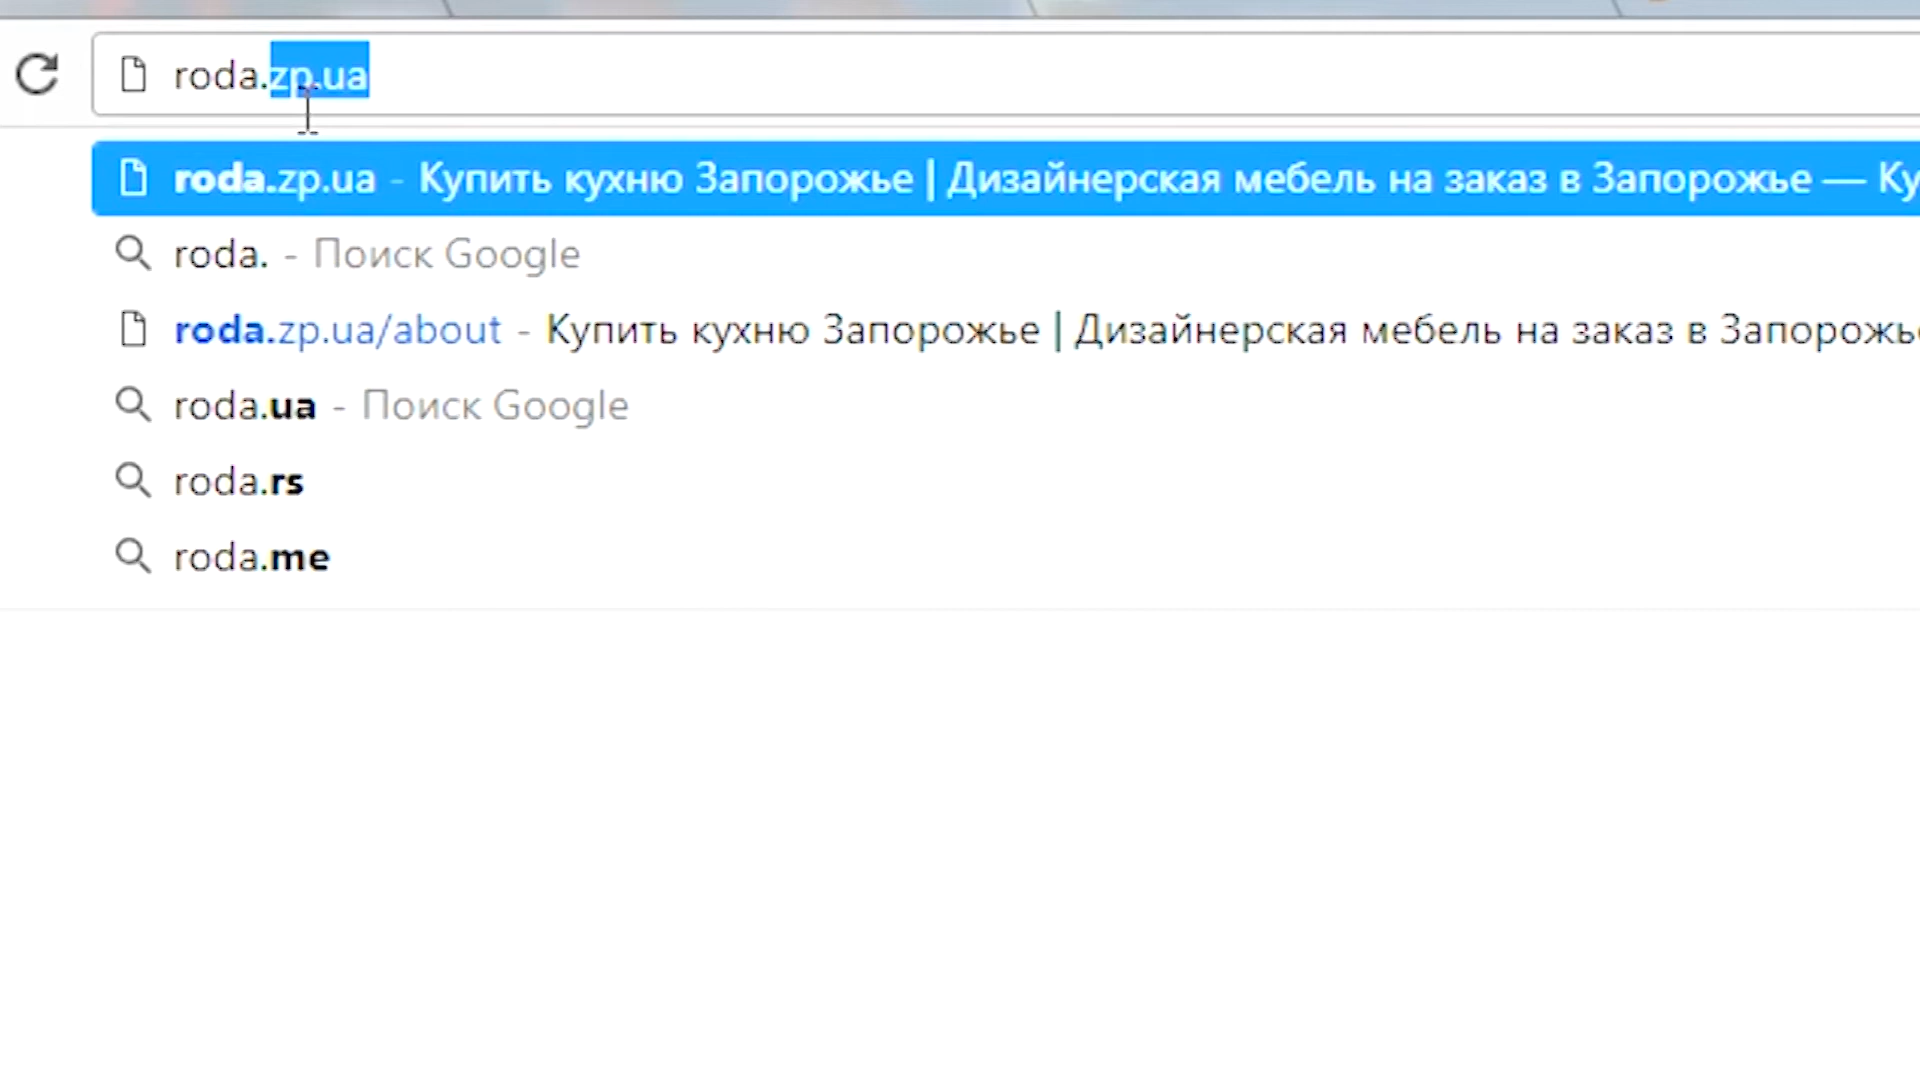 roda.zp.ua
roda.zp.ua - Купить кухню Запорожье | Дизайнерская мебель на заказ в Запорожье — Ку
roda. - Поиск Google
roda.zp.ua/about - Купить кухню Запорожье | Дизайнерская мебель на заказ в Запорожье
roda.ua - Поиск Google
roda.rs
roda.me